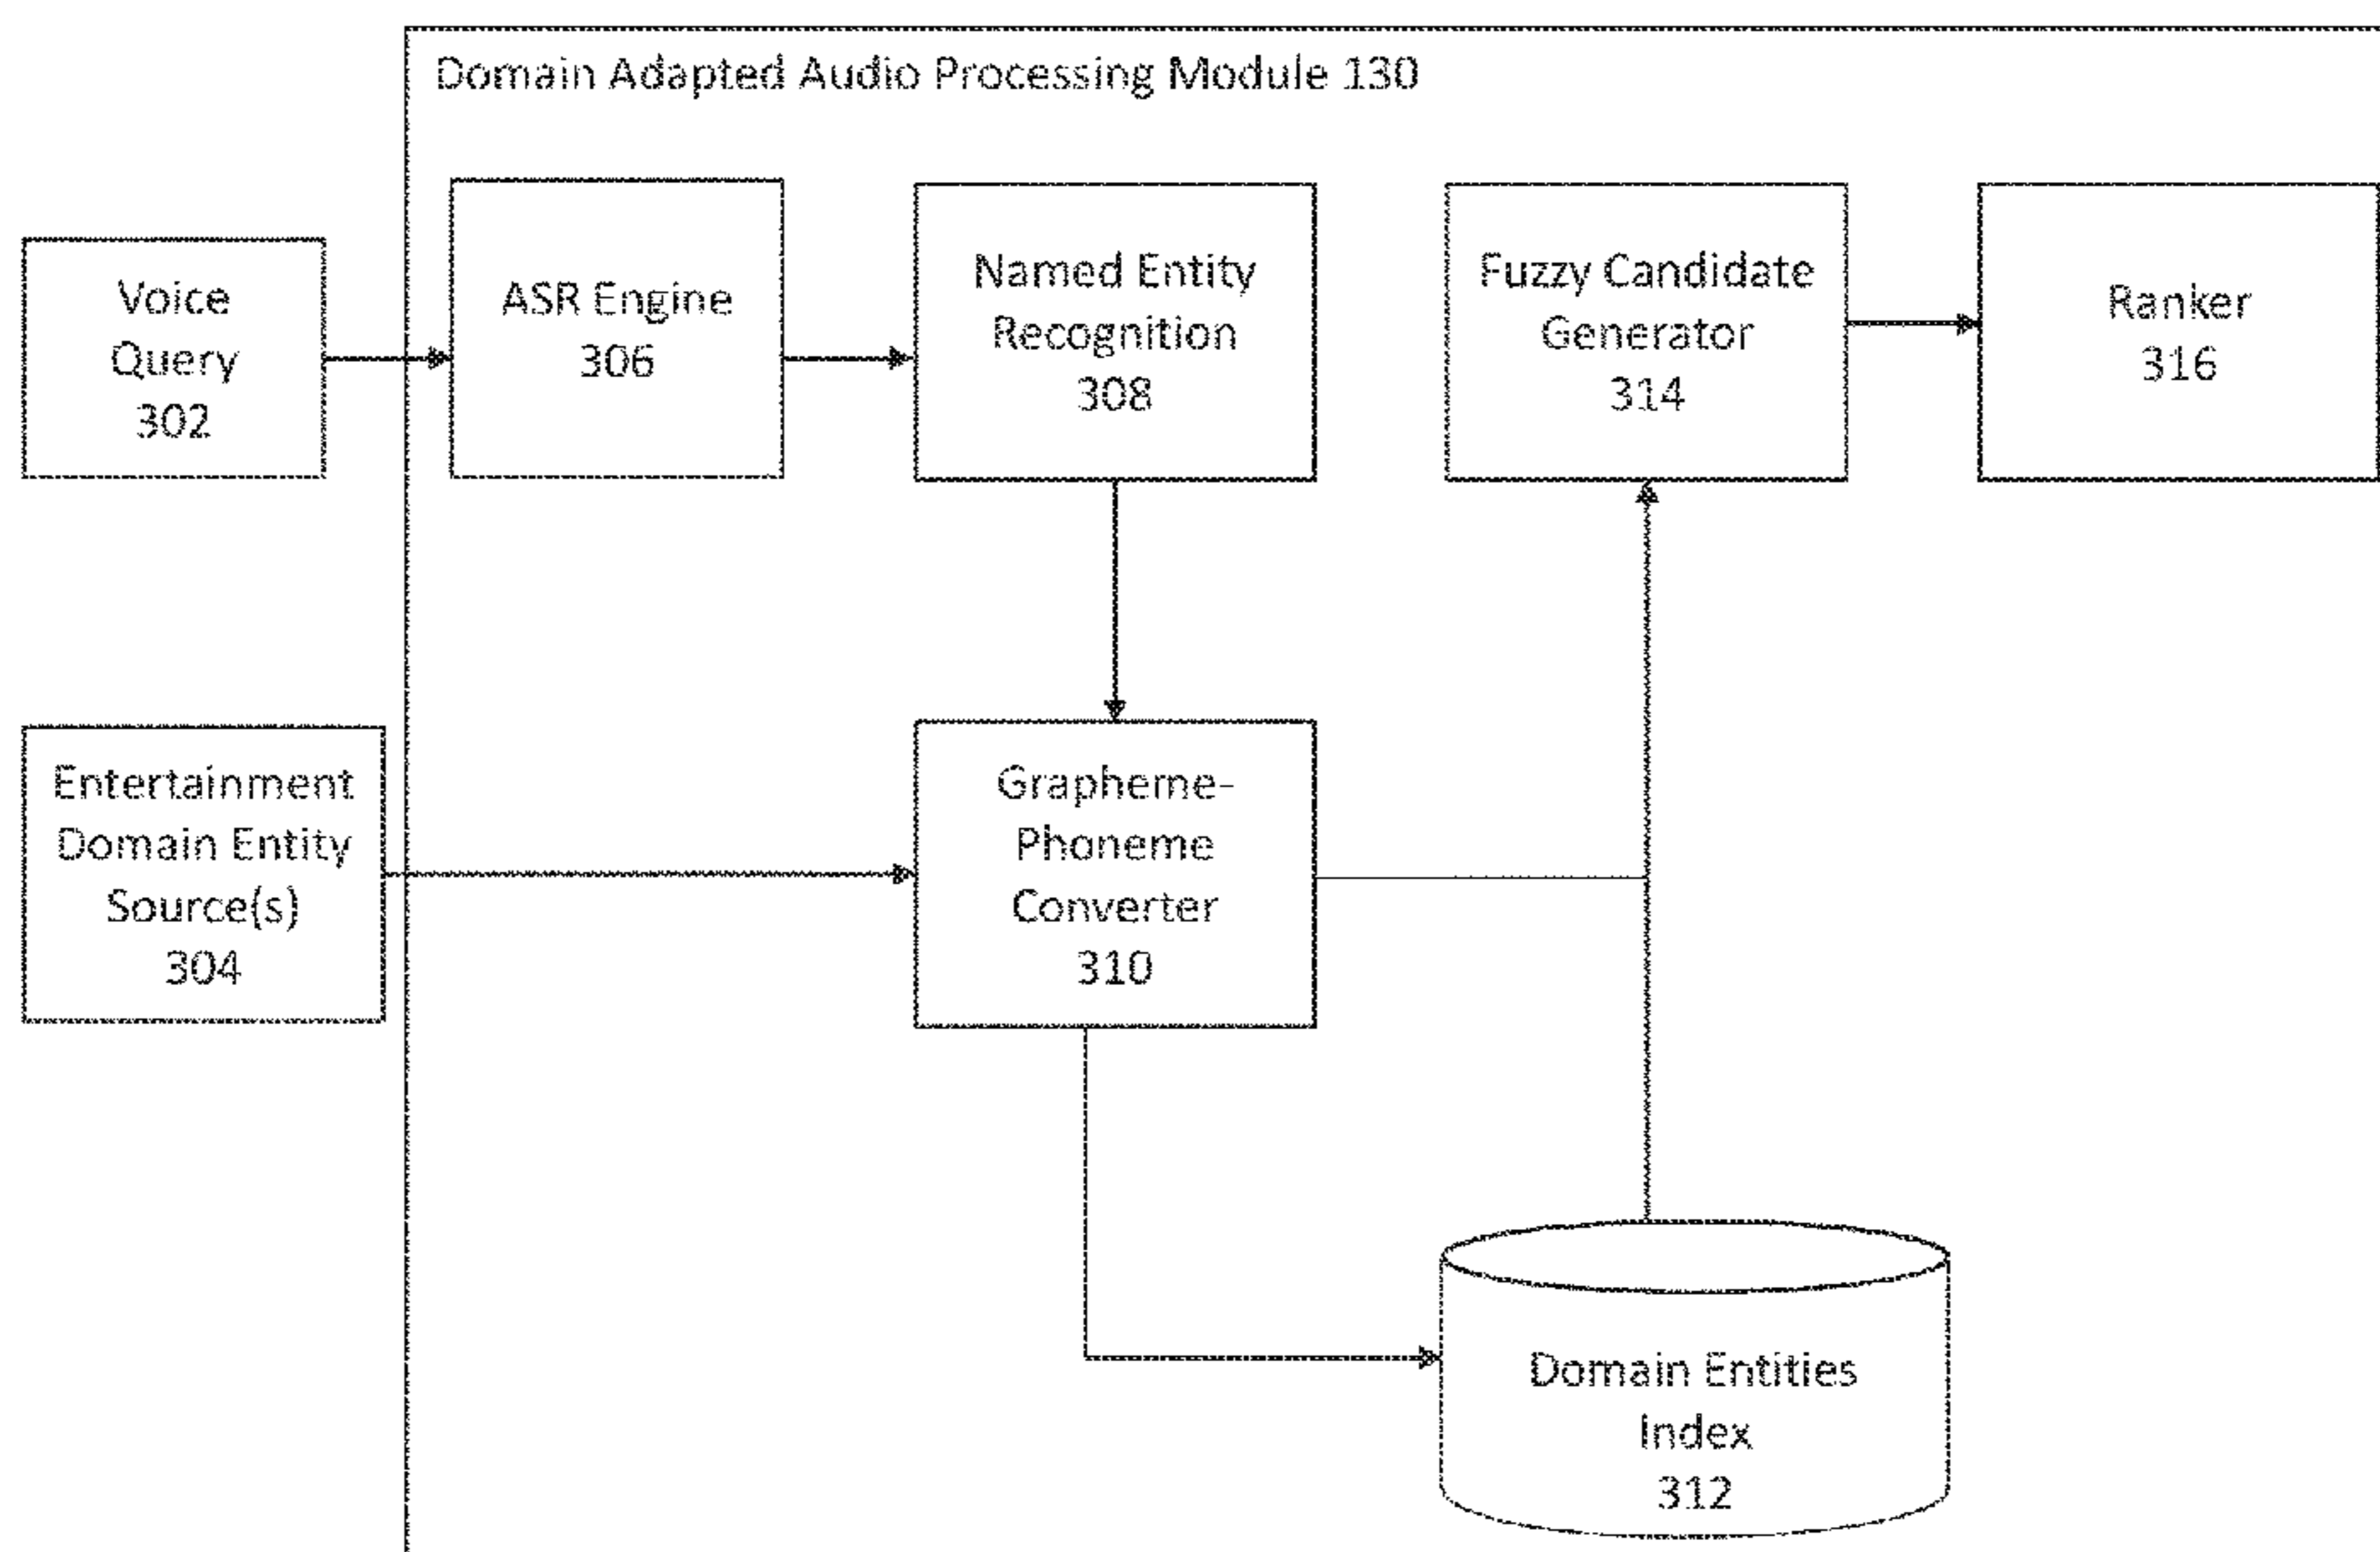 Domain Adapted Audio Processing Module 130
Voice
Query
302
ASR Engine
306
Named Entity
Recognition
308
Fuzzy Candidate
Generator
314
Ranker
316
Entertainment
Domain Entity
Source(s)
304
Grapheme-
Phoneme
Converter
310
Domain Entities
Index
312